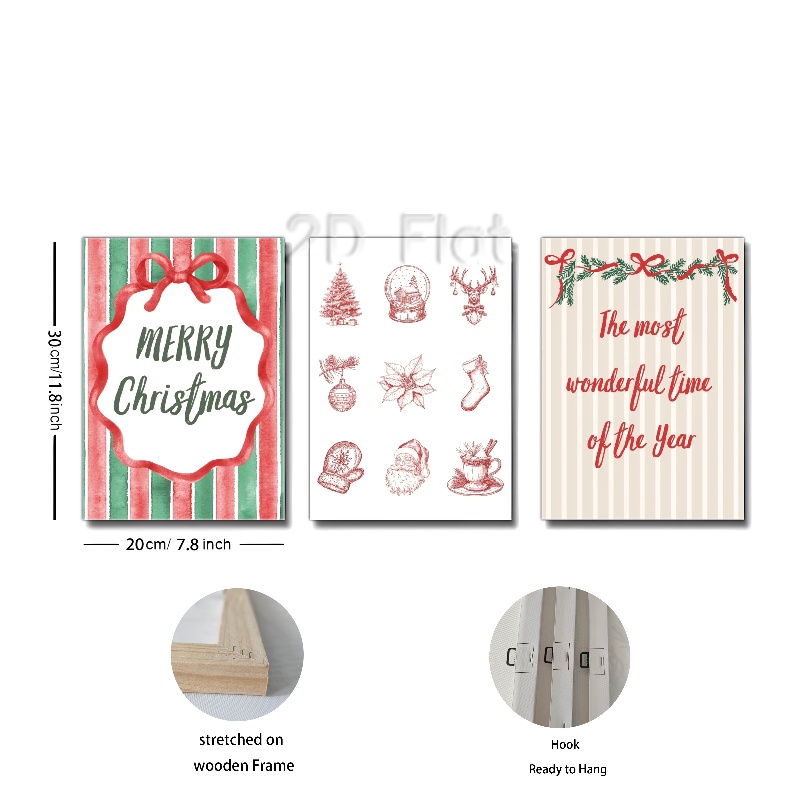 2D Flat
MERRY
Christmas
The most
wonderful time
of the Year
30cm/11.8inch
20cm/ 7.8 inch
stretched on
wooden Frame
Hook
Ready to Hang